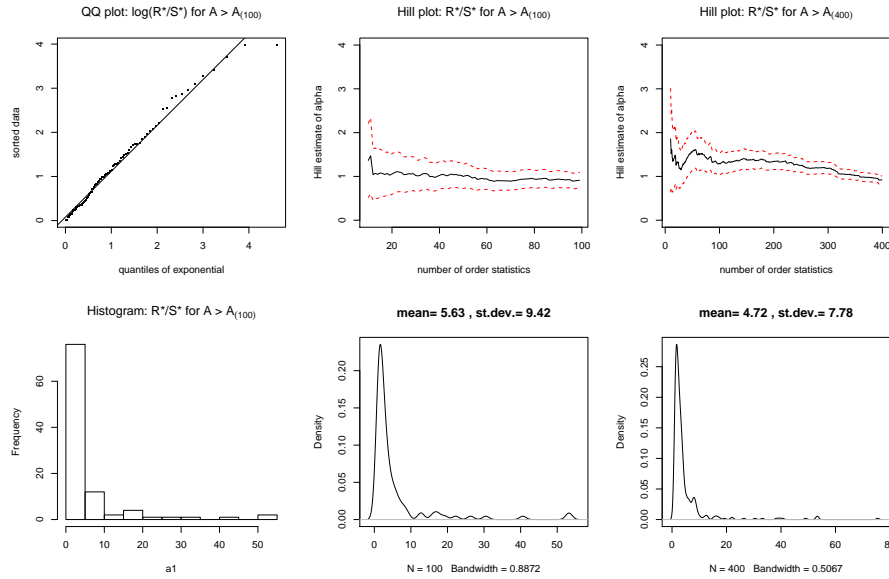 QQ plot: log(R*/S*) for A > A(100)
sorted data
0 1 2 3 4
0 1 2 3 4
quantiles of exponential
Hill plot: R*/S* for A > A(100)
Hill estimate of alpha
0 1 2 3 4
20 40 60 80 100
number of order statistics
Hill plot: R*/S* for A > A(400)
Hill estimate of alpha
0 1 2 3 4
0 100 200 300 400
number of order statistics
Histogram: R*/S* for A > A(100)
Frequency
0 20 40 60
0 10 20 30 40 50
a1
mean= 5.63 , st.dev.= 9.42
Density
0.00 0.05 0.10 0.15 0.20
0 10 20 30 40 50
N = 100 Bandwidth = 0.8872
mean= 4.72 , st.dev.= 7.78
Density
0.00 0.05 0.10 0.15 0.20 0.25
0 20 40 60
N = 400 Bandwidth = 0.5067